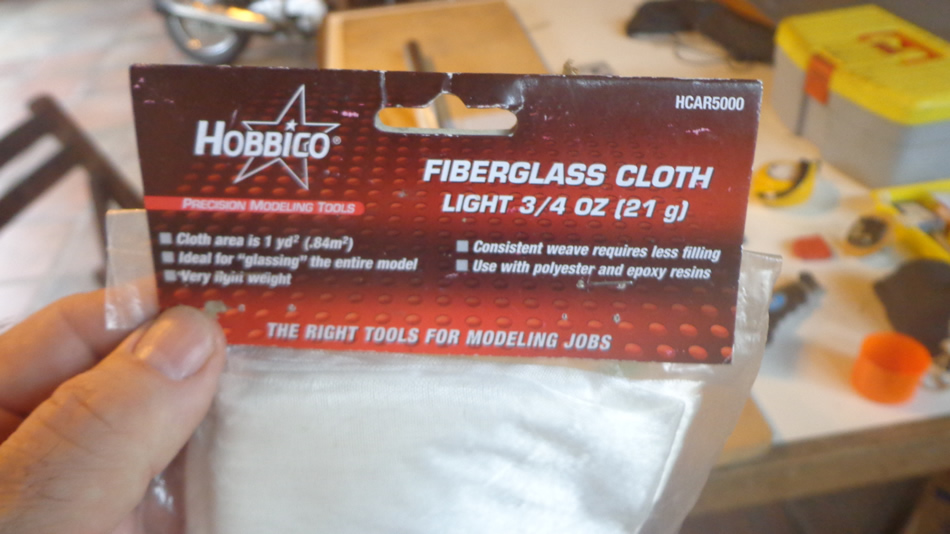 HCAR5000
HOBBICO®
PRECISION MODELING TOOLS
FIBERGLASS CLOTH
LIGHT 3/4 OZ (21 g)
Cloth area is 1 yd² (.84m²)
Ideal for "glassing" the entire model
Very light weight
Consistent weave requires less filling
Use with polyester and epoxy resins
THE RIGHT TOOLS FOR MODELING JOBS